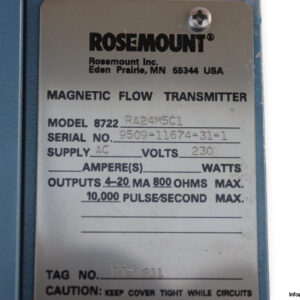 ROSEMOUNT®
Rosemount Inc.
Eden Prairie, MN 55344 USA
MAGNETIC FLOW TRANSMITTER
MODEL 8722 RA24M5C1
SERIAL NO. 9509-11674-31-1
SUPPLY AC VOLTS 230
AMPERE(S) WATTS
OUTPUTS 4-20 MA 800 OHMS MAX.
10,000 PULSE/SECOND MAX.
TAG NO.
CAUTION: KEEP COVER TIGHT WHILE CIRCUITS